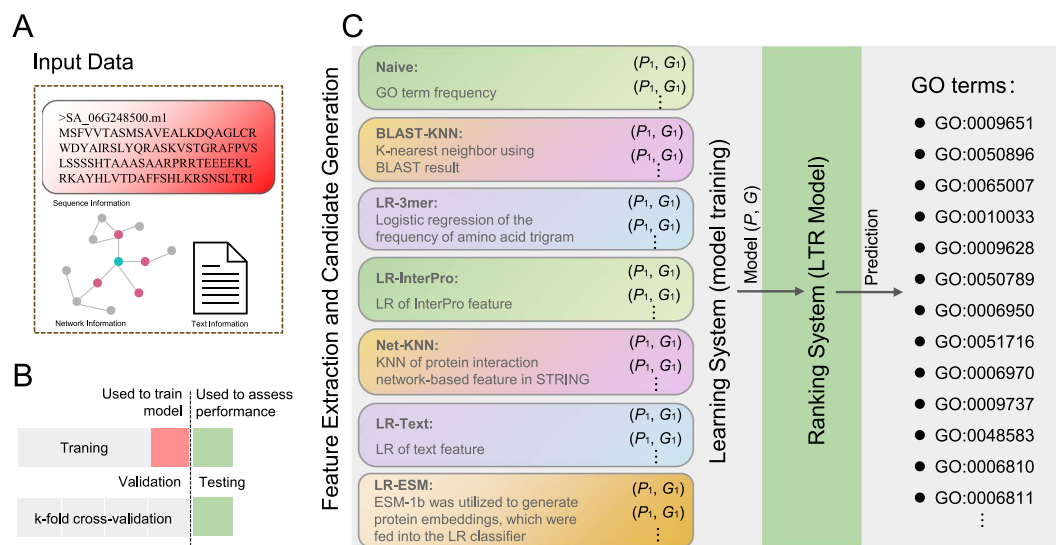 A
Input Data
>SA_06G248500.m1
MSFVVTASMSAVEALKDQAGLCR
WDYAIRSLYQRASKVSTGRAFPVS
LSSSSHTAAASAARPRRTEEEEKL
RKAYHLVTDAFFSHLKRSNSLTRI
Sequence Information
Network Information
Text Information
B
Used to train
model
Used to assess
performance
Traning
Validation
Testing
k-fold cross-validation
C
Feature Extraction and Candidate Generation
Naive:
GO term frequency
(P1, G1)
(P1, G1)
⋮
BLAST-KNN:
K-nearest neighbor using
BLAST result
(P1, G1)
(P1, G1)
⋮
LR-3mer:
Logistic regression of the
frequency of amino acid trigram
(P1, G1)
(P1, G1)
⋮
LR-InterPro:
LR of InterPro feature
(P1, G1)
(P1, G1)
⋮
Net-KNN:
KNN of protein interaction
network-based feature in STRING
(P1, G1)
(P1, G1)
⋮
LR-Text:
LR of text feature
(P1, G1)
(P1, G1)
⋮
LR-ESM:
ESM-1b was utilized to generate
protein embeddings, which were
fed into the LR classifier
(P1, G1)
(P1, G1)
⋮
Learning System (model training)
Model (P, G)
Ranking System (LTR Model)
Prediction
GO terms:
● GO:0009651
● GO:0050896
● GO:0065007
● GO:0010033
● GO:0009628
● GO:0050789
● GO:0006950
● GO:0051716
● GO:0006970
● GO:0009737
● GO:0048583
● GO:0006810
● GO:0006811
⋮